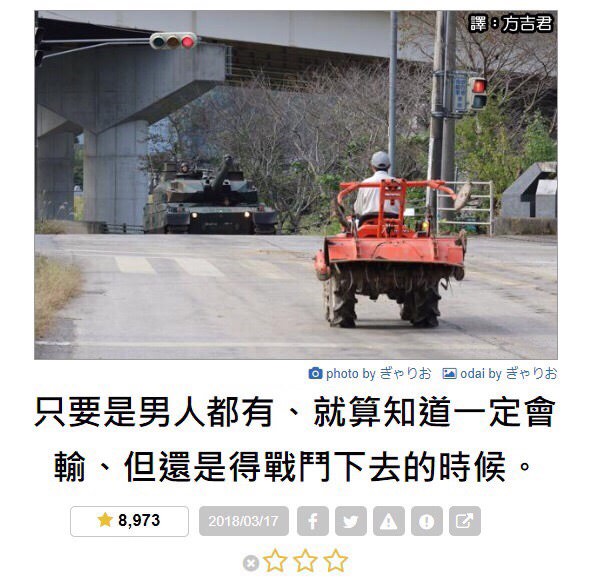 譯：方吉君
photo by ぎゃりお odai by ぎゃりお
只要是男人都有、就算知道一定會
輸、但還是得戰鬥下去的時候。
8,973 2018/03/17